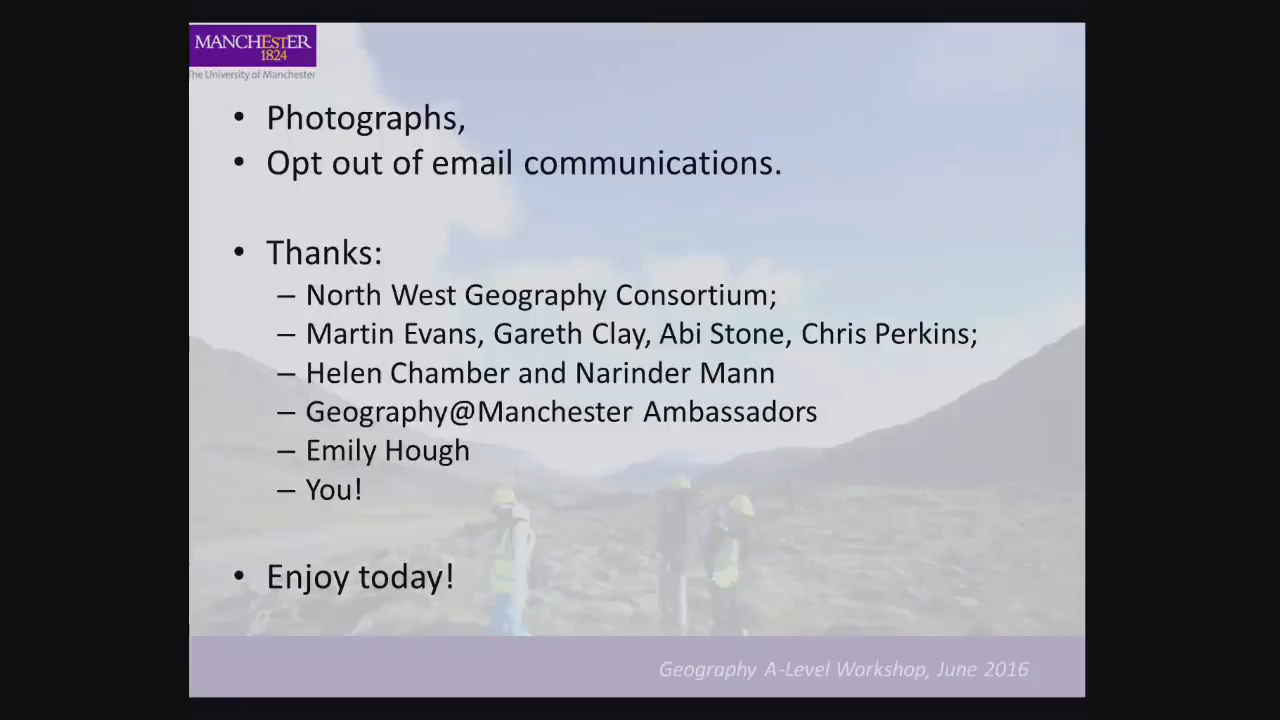 MANCHESTER
1824
The University of Manchester
• Photographs,
• Opt out of email communications.
• Thanks:
– North West Geography Consortium;
– Martin Evans, Gareth Clay, Abi Stone, Chris Perkins;
– Helen Chamber and Narinder Mann
– Geography@Manchester Ambassadors
– Emily Hough
– You!
• Enjoy today!
Geography A-Level Workshop, June 2016